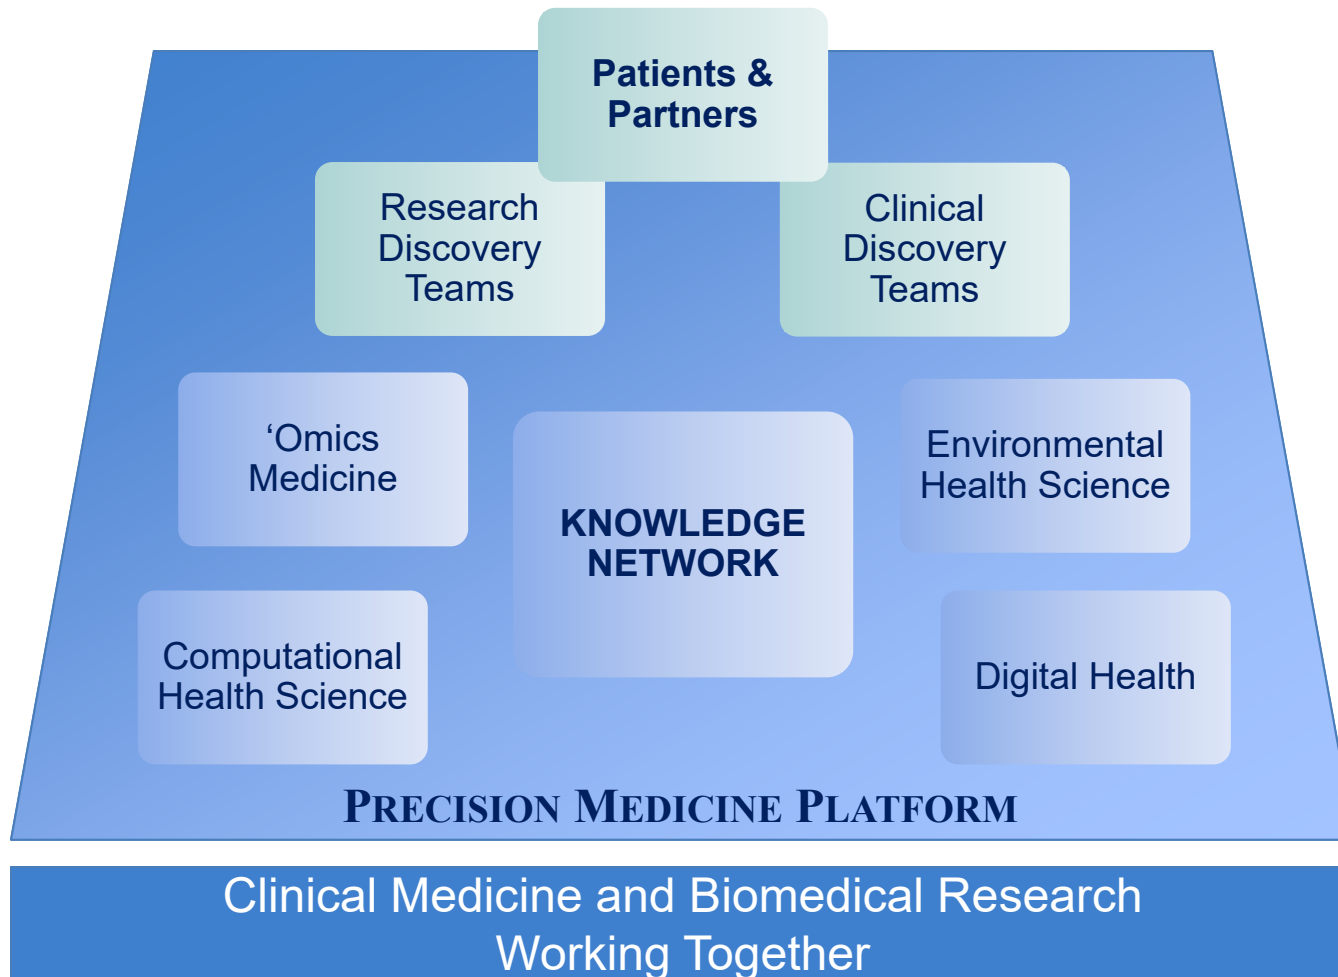 Patients &
Partners
Research
Discovery
Teams
Clinical
Discovery
Teams
‘Omics
Medicine
KNOWLEDGE
NETWORK
Environmental
Health Science
Computational
Health Science
Digital Health
PRECISION MEDICINE PLATFORM
Clinical Medicine and Biomedical Research
Working Together